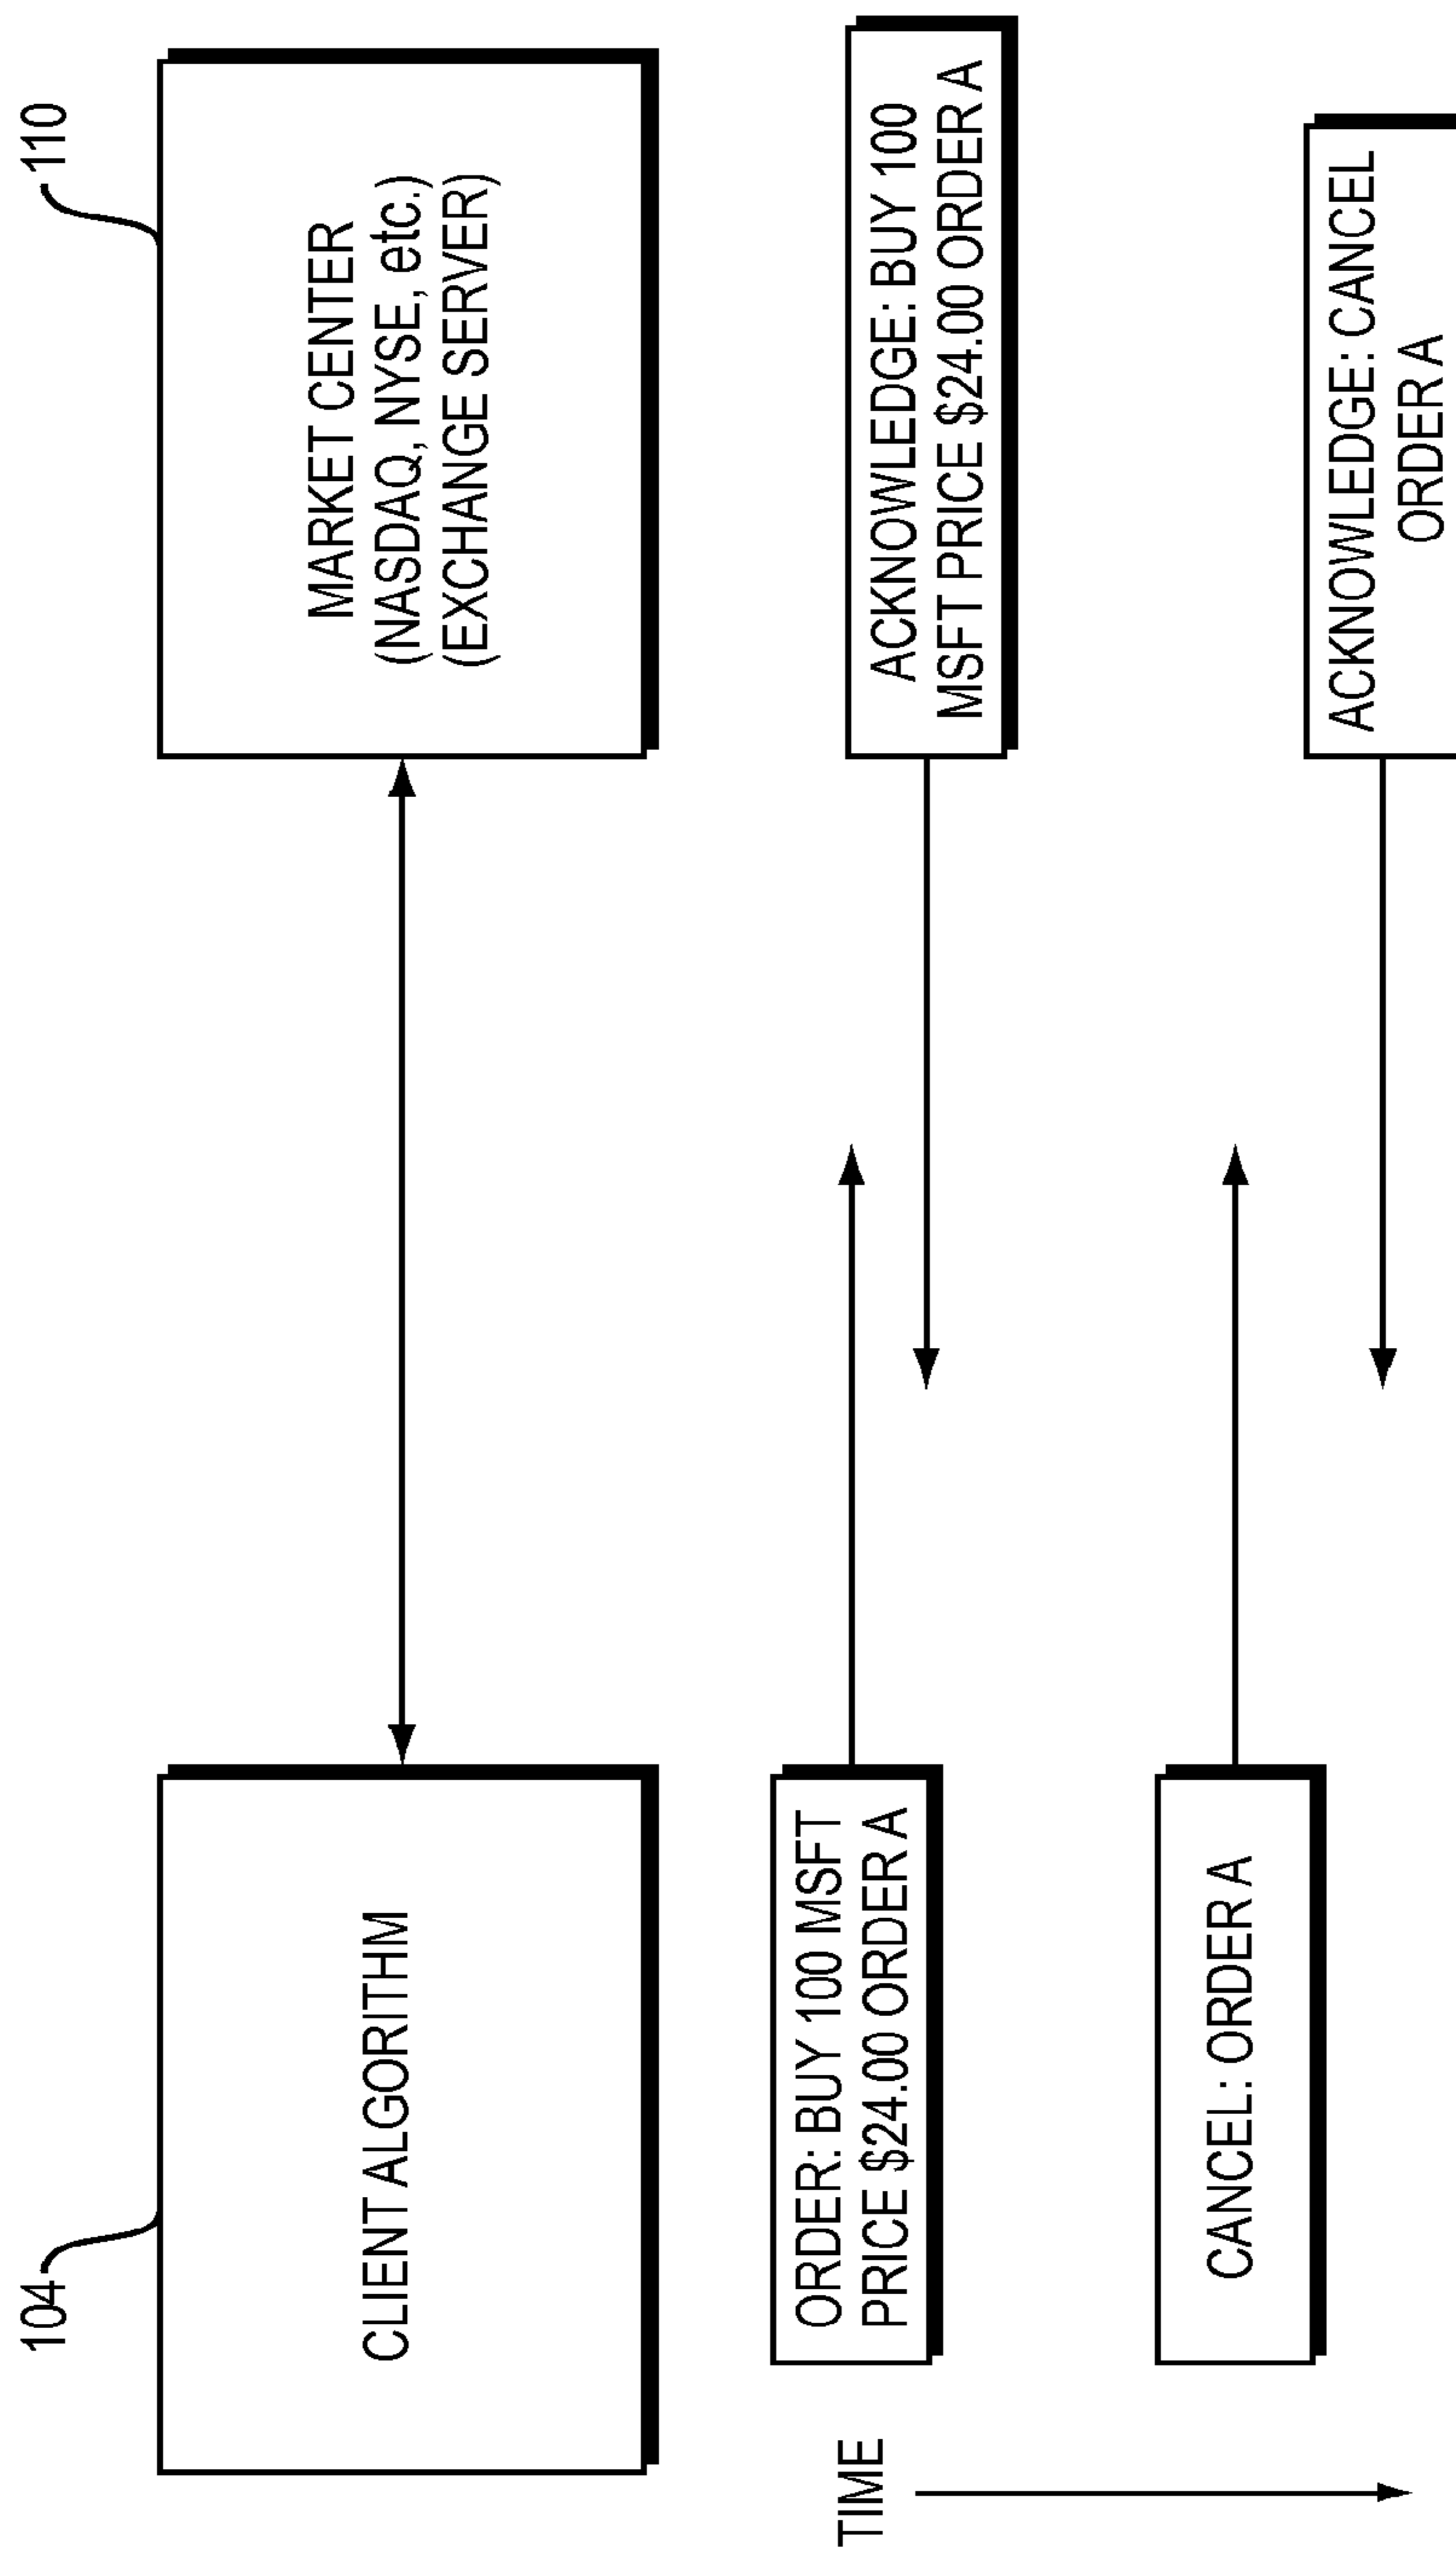 104
110
CLIENT ALGORITHM
MARKET CENTER
(NASDAQ, NYSE, etc.)
(EXCHANGE SERVER)
TIME
ORDER: BUY 100 MSFT
PRICE $24.00 ORDER A
ACKNOWLEDGE: BUY 100
MSFT PRICE $24.00 ORDER A
CANCEL: ORDER A
ACKNOWLEDGE: CANCEL
ORDER A